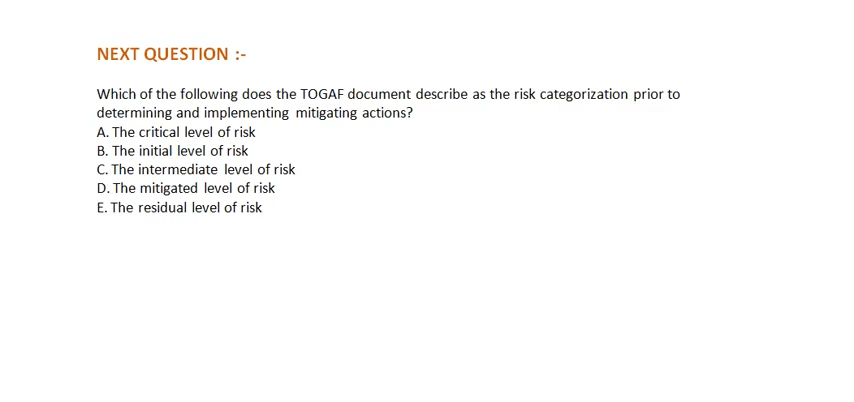 NEXT QUESTION :-
Which of the following does the TOGAF document describe as the risk categorization prior to
determining and implementing mitigating actions?
A. The critical level of risk
B. The initial level of risk
C. The intermediate level of risk
D. The mitigated level of risk
E. The residual level of risk